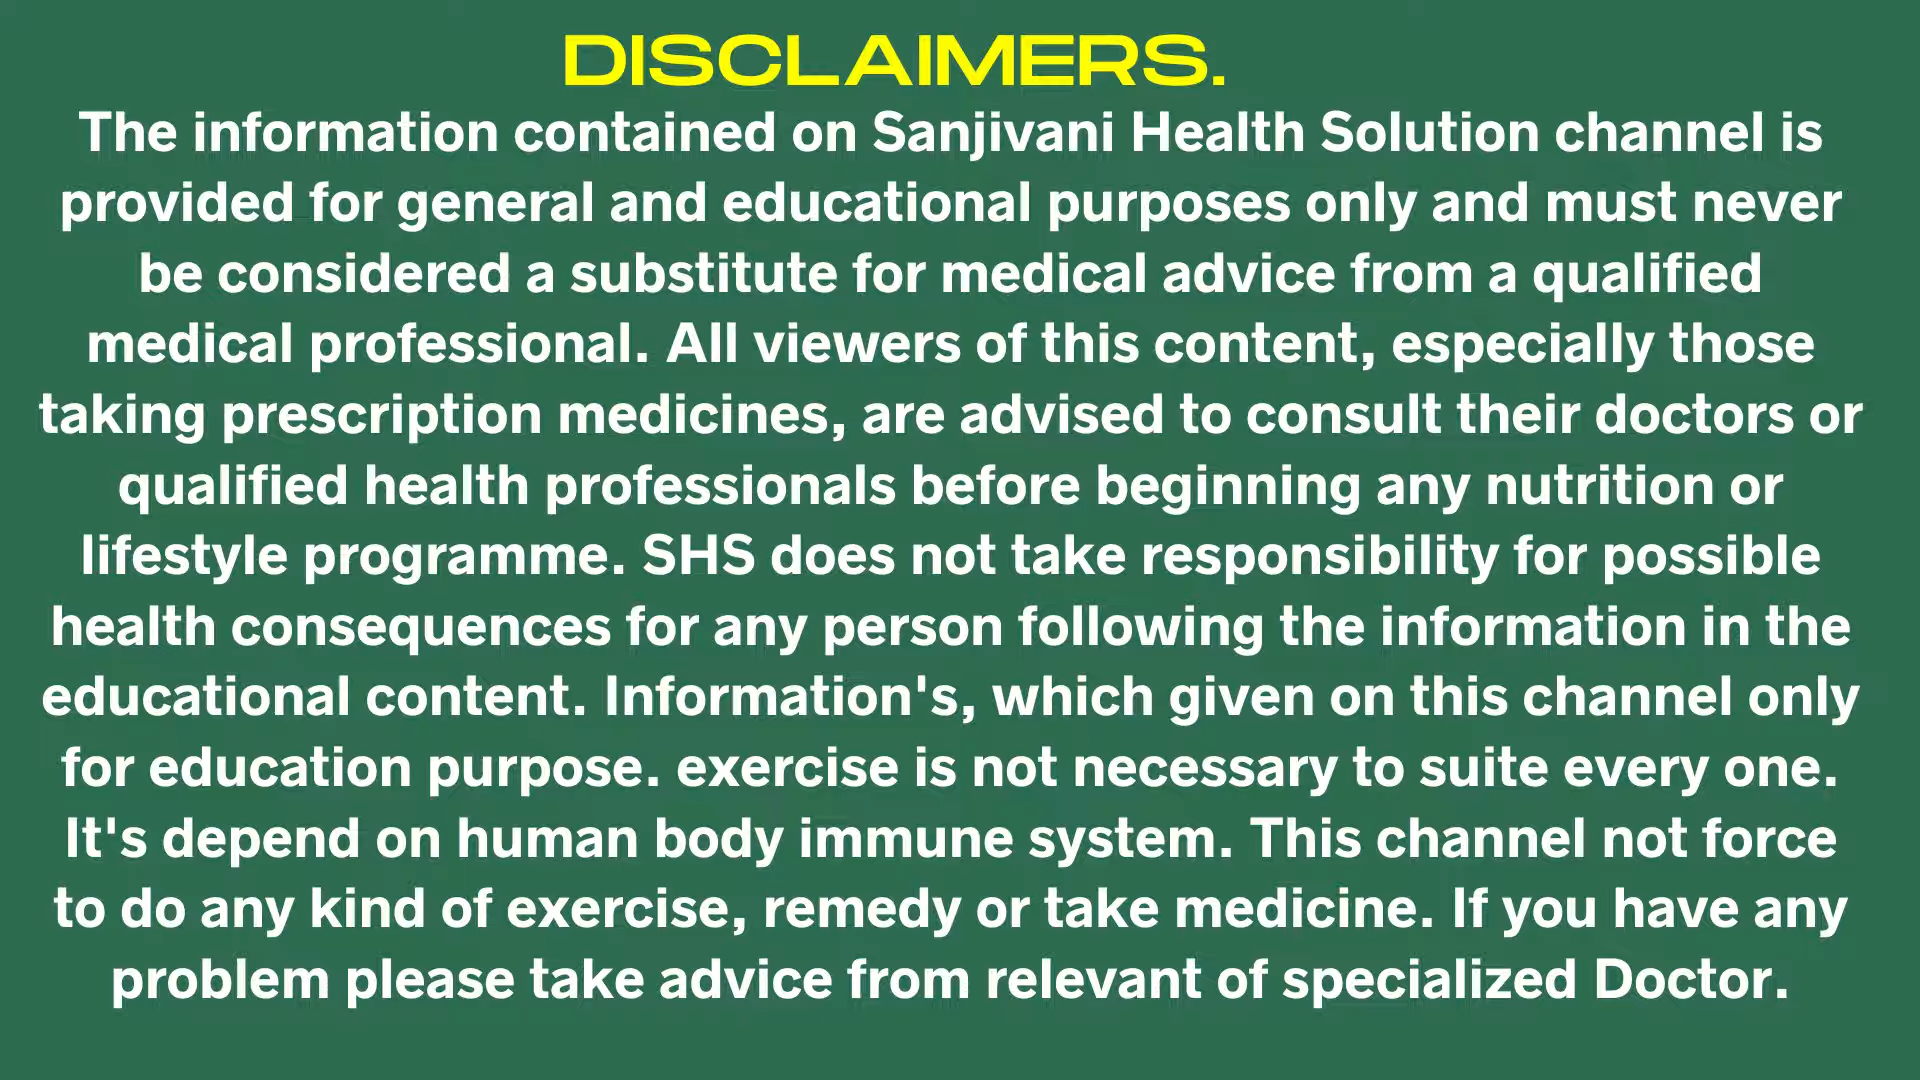 DISCLAIMERS.
The information contained on Sanjivani Health Solution channel is
provided for general and educational purposes only and must never
be considered a substitute for medical advice from a qualified
medical professional. All viewers of this content, especially those
taking prescription medicines, are advised to consult their doctors or
qualified health professionals before beginning any nutrition or
lifestyle programme. SHS does not take responsibility for possible
health consequences for any person following the information in the
educational content. Information's, which given on this channel only
for education purpose. exercise is not necessary to suite every one.
It's depend on human body immune system. This channel not force
to do any kind of exercise, remedy or take medicine. If you have any
problem please take advice from relevant of specialized Doctor.